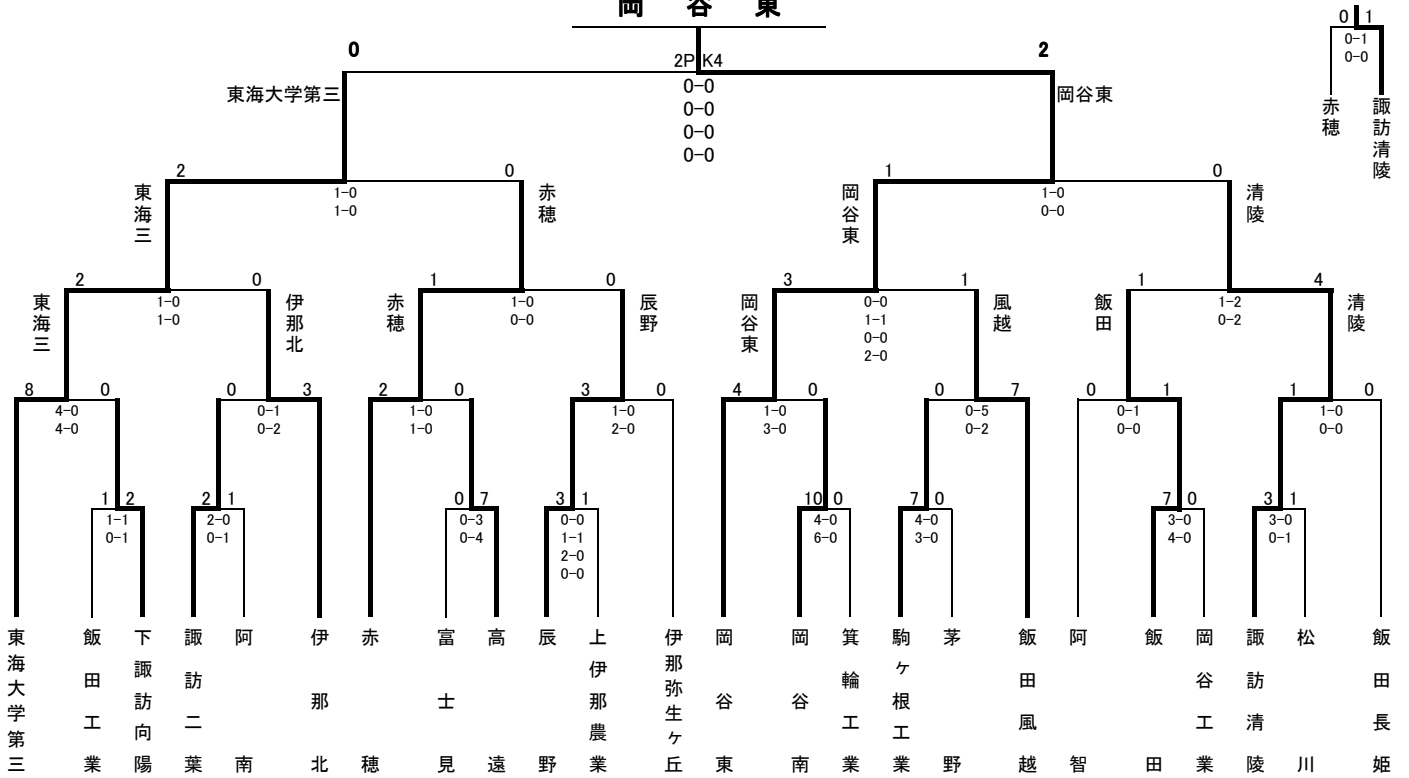 岡谷東
0 1
0 2
0-1
2P K4
0-0
0-0
東海大学第三
岡谷東
0-0
0-0
0-0
赤穂
諏訪清陵
2 0 1 0
東海三
1-0
1-0
赤穂
岡谷東
1-0
0-0
清陵
2 0 1 0 3 1 1 4
東海三
1-0
1-0
伊那北
赤穂
1-0
0-0
辰野
岡谷東
0-0
1-1
0-0
2-0
風越
飯田
1-2
0-2
清陵
8 0 0 3 2 0 3 0 4 0 0 7 0 1 1 0
4-0 0-1 1-0 1-0 1-0 0-5 0-1 1-0
4-0 0-2 1-0 2-0 3-0 0-2 0-0 0-0
1 2 2 1 0 7 3 1 10 0 7 0 7 0 3 1
1-1 2-0 0-3 0-0 4-0 4-0 3-0 3-0
0-1 0-1 0-4 1-1 6-0 3-0 4-0 0-1
2-0
0-0
東海大学第三
飯田工業
下諏訪向陽
諏訪二葉
阿南
伊那北
赤穂
富士見
高遠
辰野
上伊那農業
伊那弥生ヶ丘
岡谷東
岡谷南
箕輪工業
駒ヶ根工業
茅野
飯田風越
阿智
飯田
岡谷工業
諏訪清陵
松川
飯田長姫